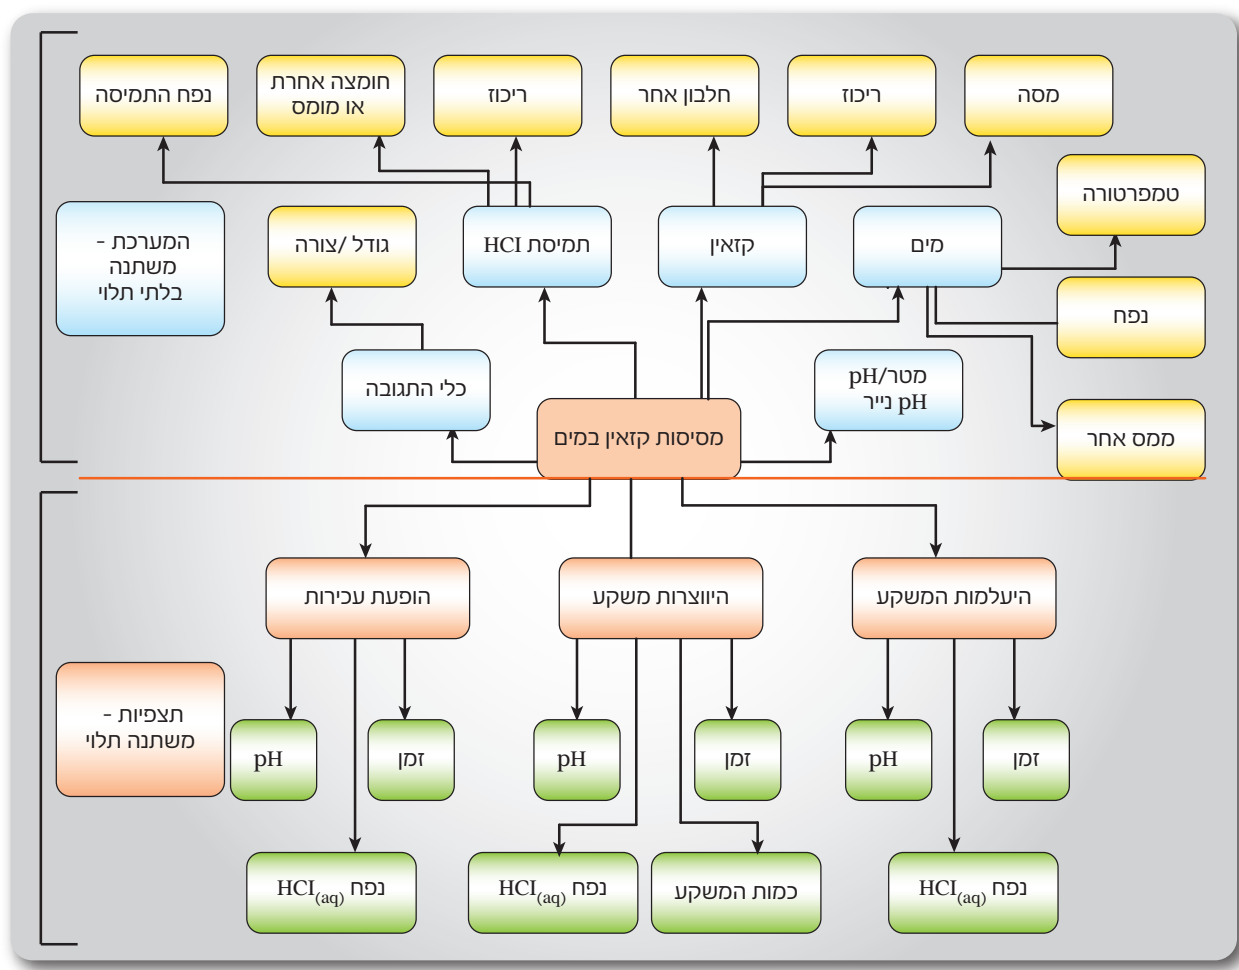 מסה
ריכוז
חלבון אחר
ריכוז
חומצה אחרת
או מומס
נפח התמיסה
טמפרטורה
מים
קזאין
תמיסת HCl
גודל /צורה
המערכת -
משתנה
בלתי תלוי
נפח
מטר/pH
נייר pH
כלי התגובה
ממס אחר
מסיסות קזאין במים
היעלמות המשקע
היווצרות משקע
הופעת עכירות
תצפיות -
משתנה תלוי
זמן
pH
זמן
pH
זמן
pH
נפח HCl(aq)
כמות המשקע
נפח HCl(aq)
נפח HCl(aq)